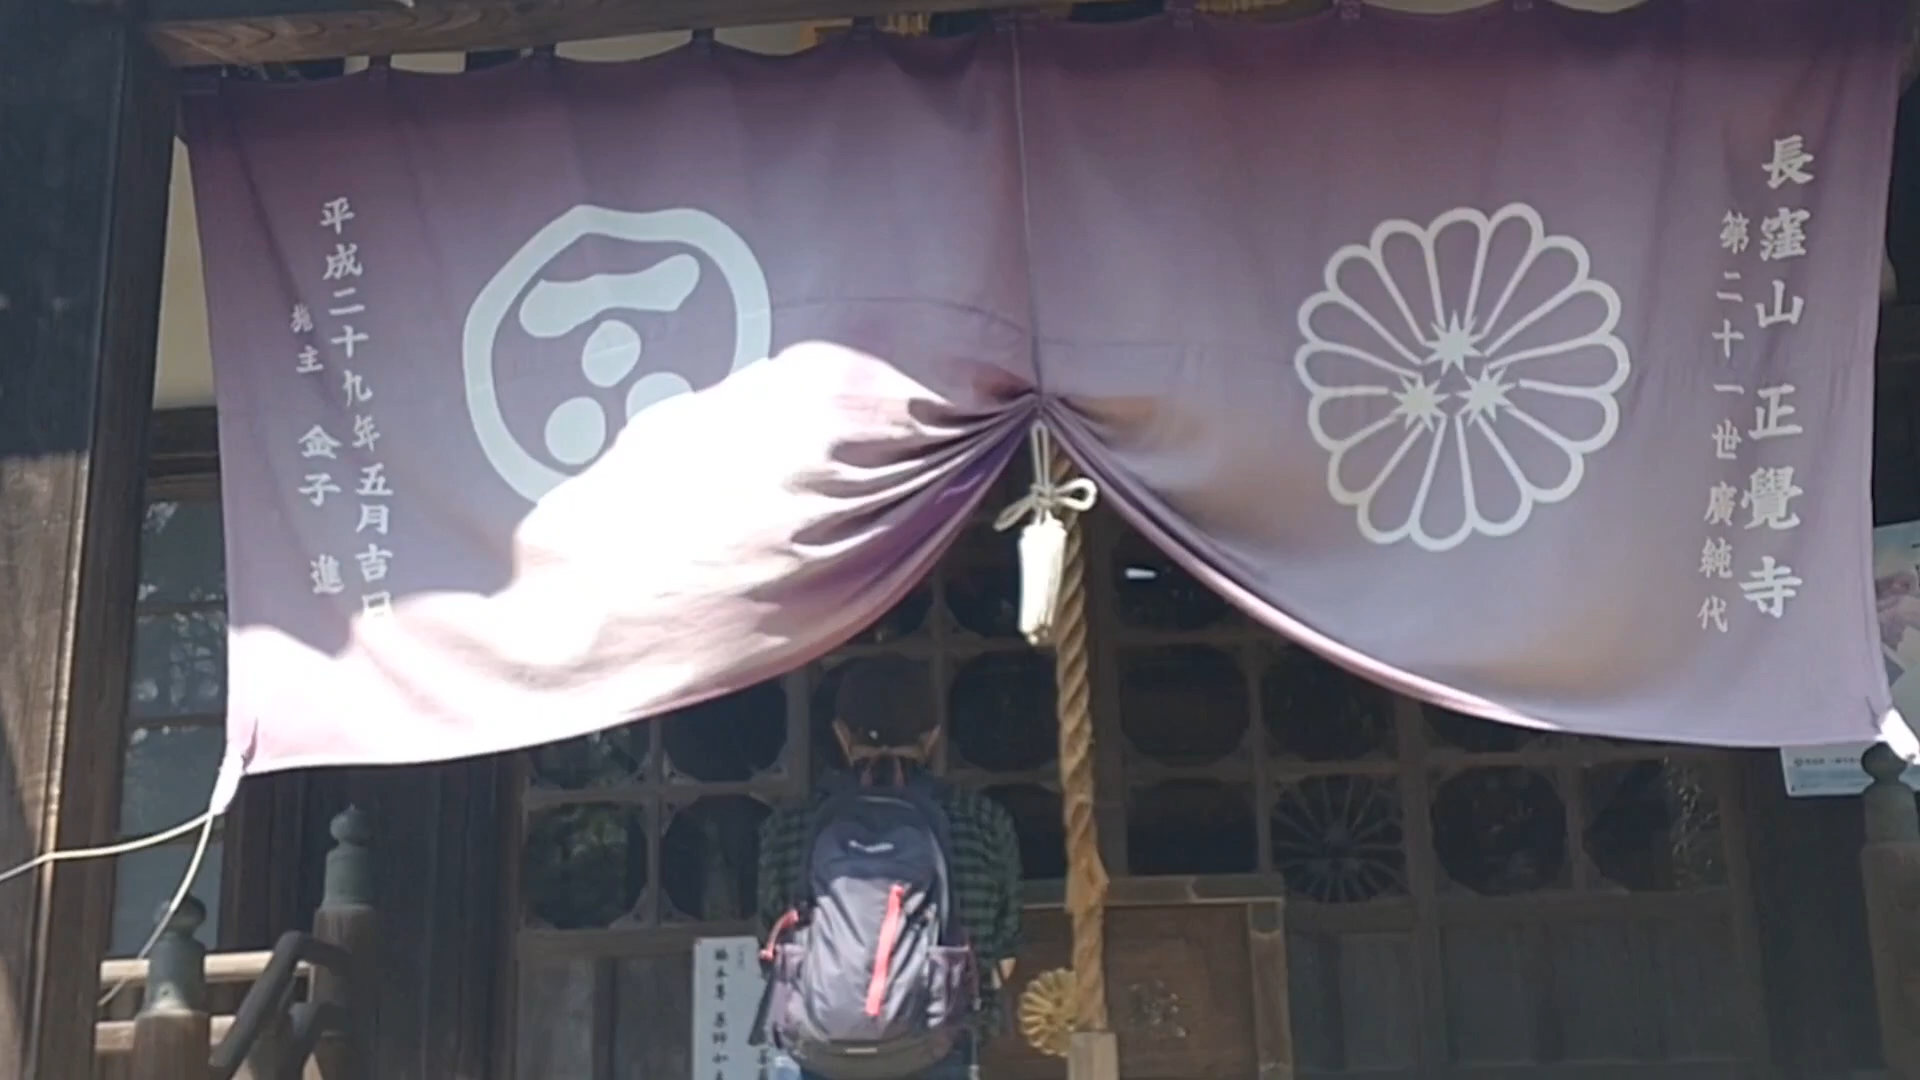 長窪山 正覺寺
第二十一世 廣純代
平成二十九年五月吉日
施主 金子 進